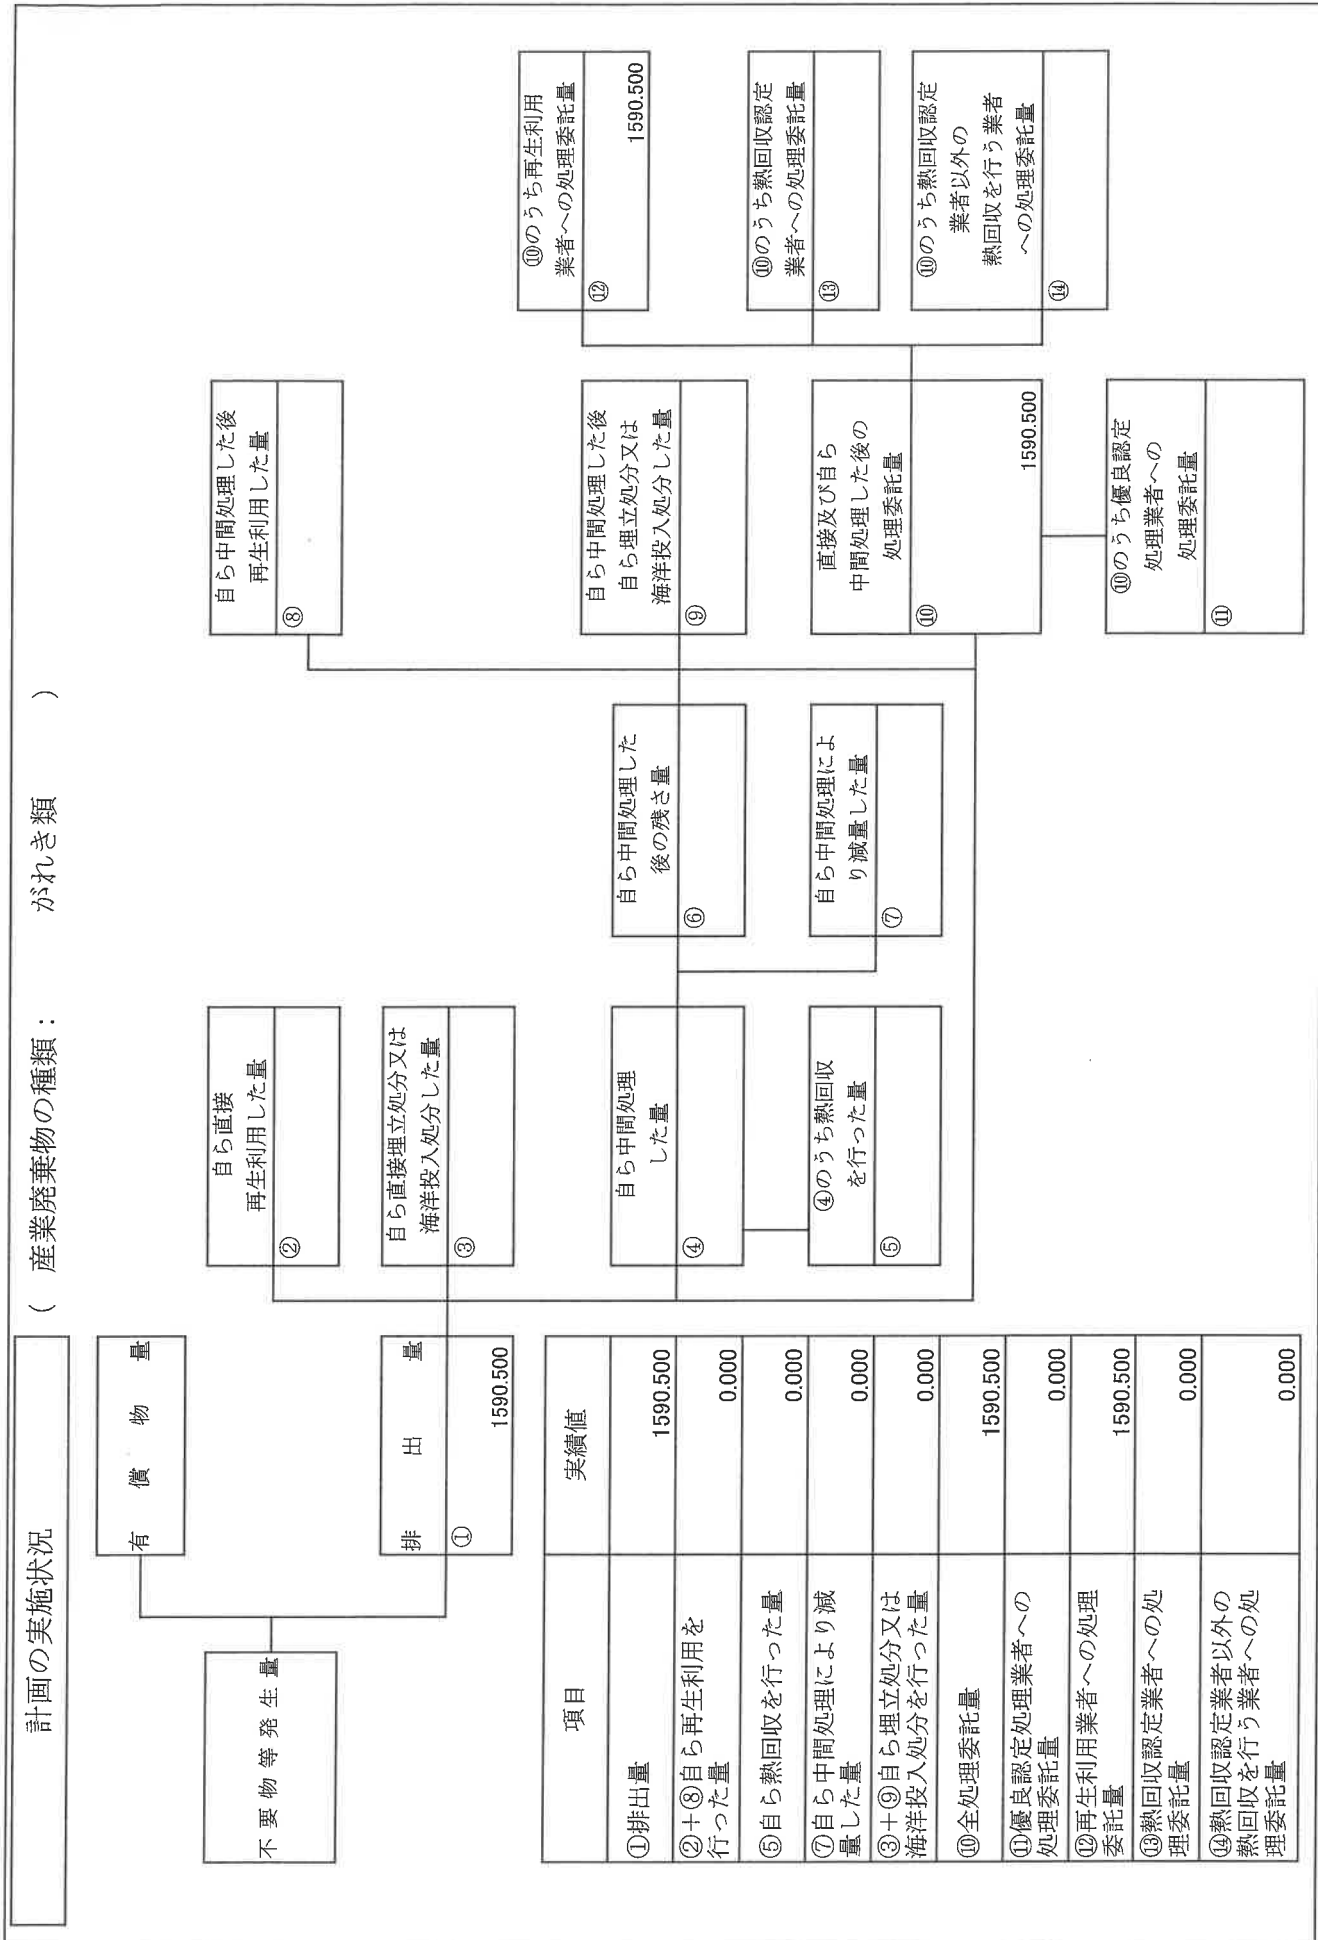 計画の実施状況
（　産業廃棄物の種類：　がれき類　）
不要物等発生量
有償物量
排出量
①
1590.500
自ら直接
再生利用した量
②
自ら直接埋立処分又は
海洋投入処分した量
③
自ら中間処理
した量
④
④のうち熱回収
を行った量
⑤
自ら中間処理した
後の残さ量
⑥
自ら中間処理によ
り減量した量
⑦
自ら中間処理した後
再生利用した量
⑧
自ら中間処理した後
自ら埋立処分又は
海洋投入処分した量
⑨
直接及び自ら
中間処理した後の
処理委託量
⑩
1590.500
⑩のうち優良認定
処理業者への
処理委託量
⑪
⑩のうち再生利用
業者への処理委託量
⑫
1590.500
⑩のうち熱回収認定
業者への処理委託量
⑬
⑩のうち熱回収認定
業者以外の
熱回収を行う業者
への処理委託量
⑭
項目　実績値
①排出量　1590.500
②＋⑧自ら再生利用を
行った量　0.000
⑤自ら熱回収を行った量　0.000
⑦自ら中間処理により減
量した量　0.000
③＋⑨自ら埋立処分又は
海洋投入処分を行った量　0.000
⑩全処理委託量　1590.500
⑪優良認定処理業者への
処理委託量　0.000
⑫再生利用業者への処理
委託量　1590.500
⑬熱回収認定業者への処
理委託量　0.000
⑭熱回収認定業者以外の
熱回収を行う業者への処
理委託量　0.000